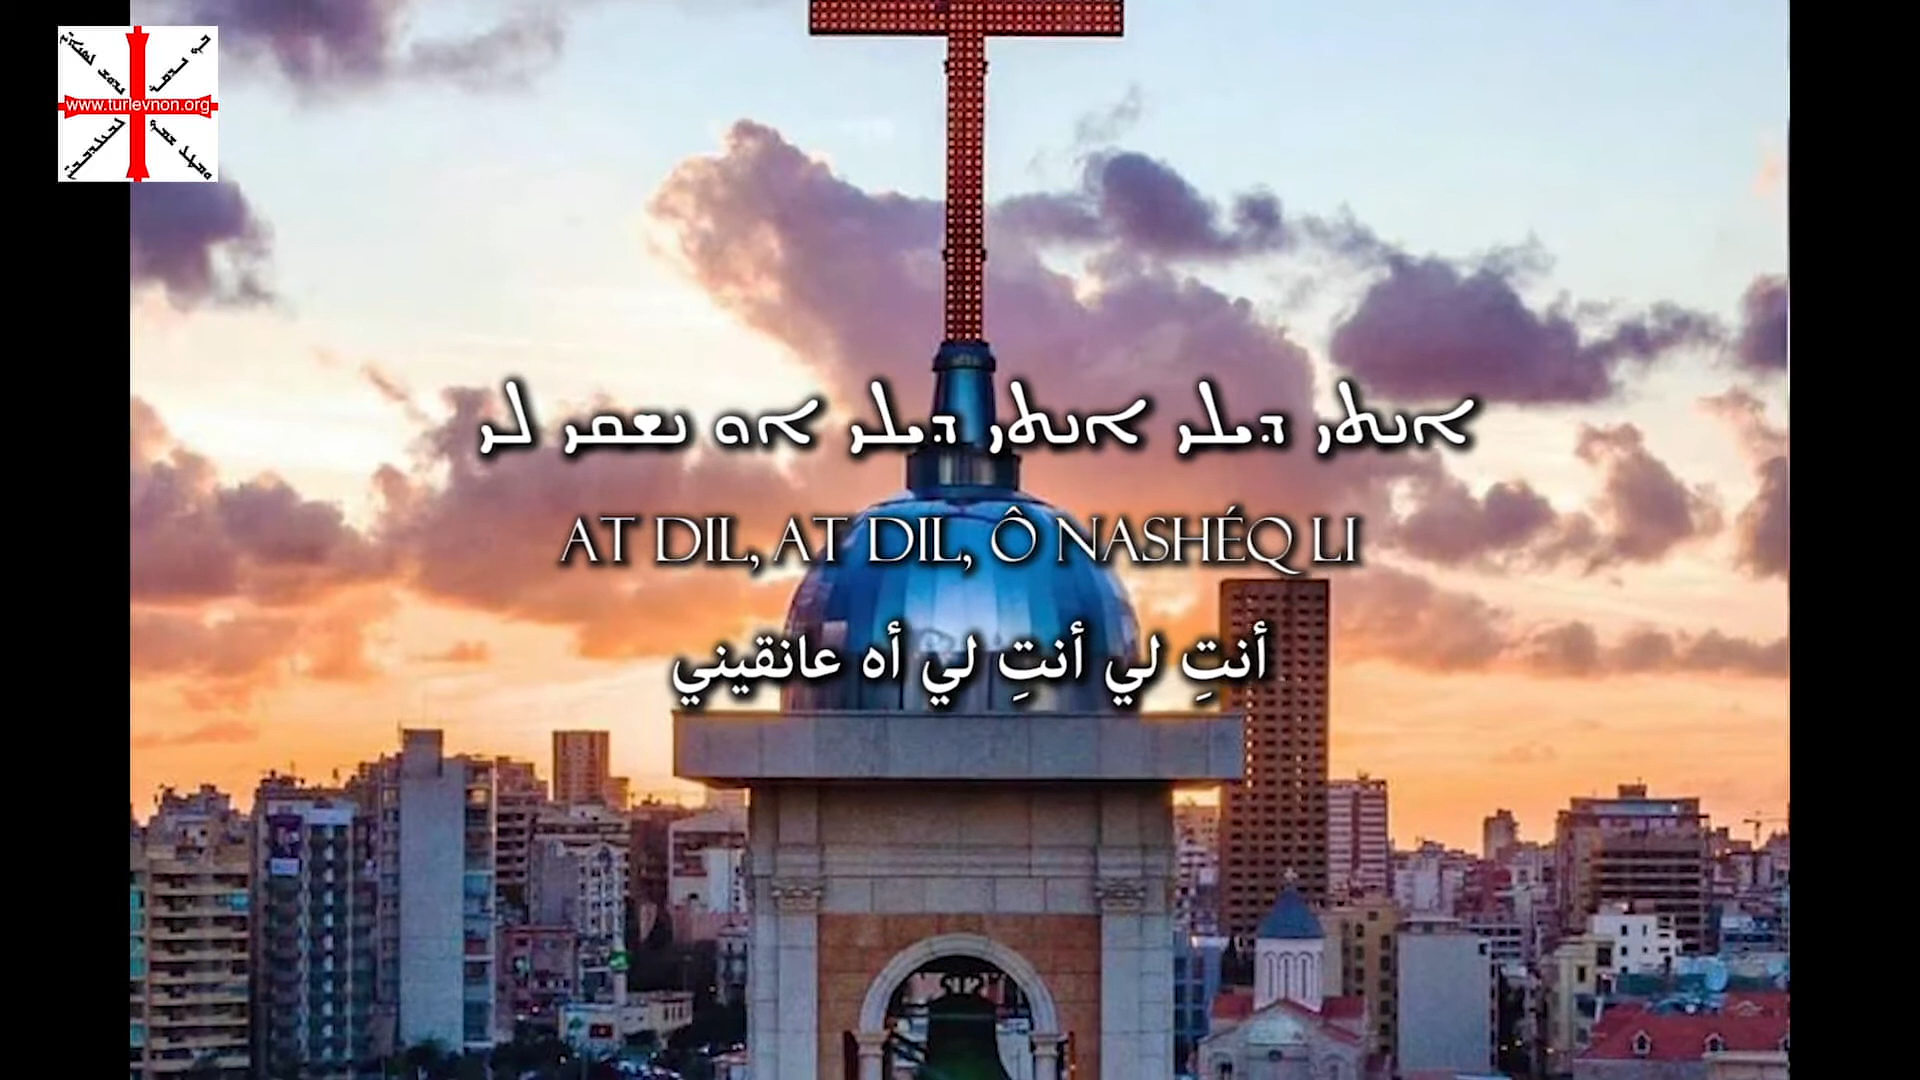 www.turlevnon.org
ܐܢܬܝ ܕܝܠܝ ܐܢܬܝ ܕܝܠܝ ܐܘ ܢܫܩܝ ܠܝ
AT DIL, AT DIL, Ô NASHÉQ LI
أنتِ لي أنتِ لي أه عانقيني